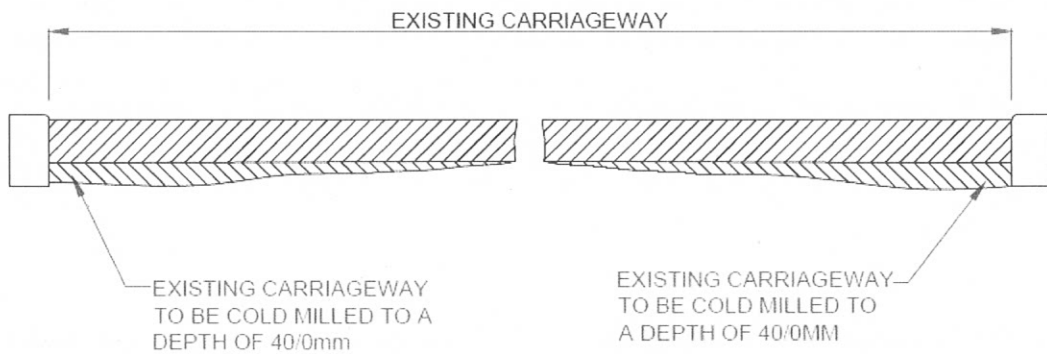 EXISTING CARRIAGEWAY
EXISTING CARRIAGEWAY
TO BE COLD MILLED TO A
DEPTH OF 40/0mm
EXISTING CARRIAGEWAY
TO BE COLD MILLED TO
A DEPTH OF 40/0MM